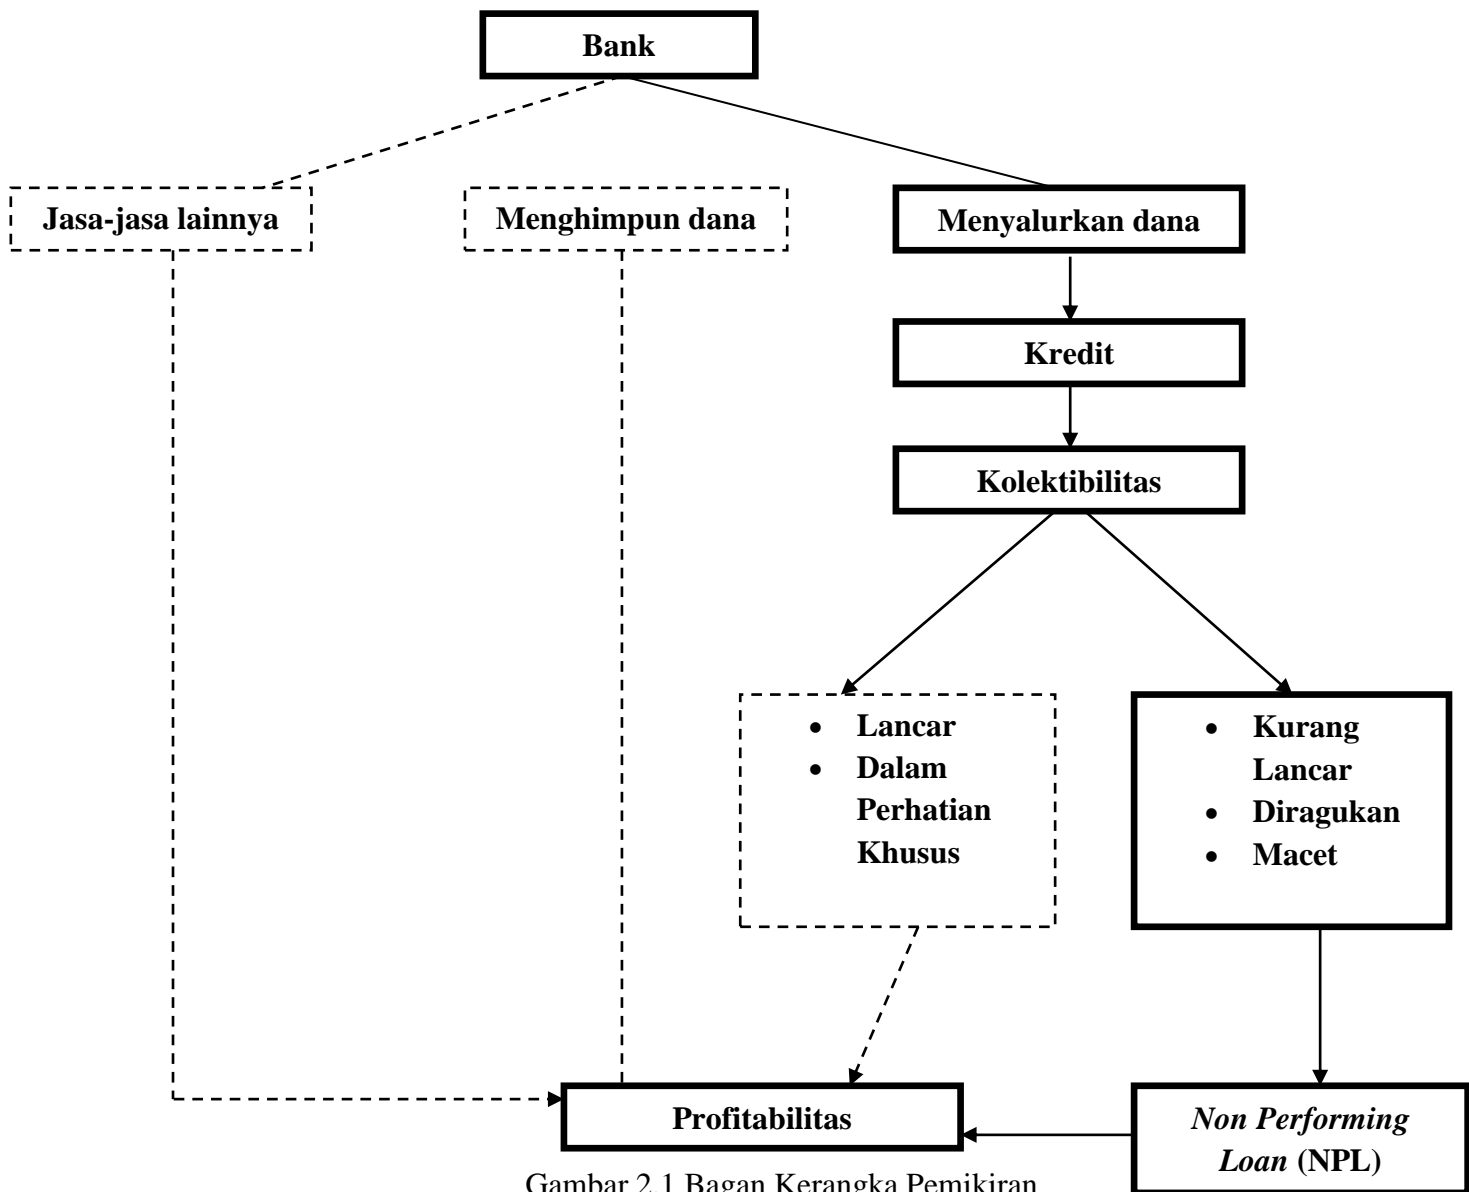 Bank
Jasa-jasa lainnya
Menghimpun dana
Menyalurkan dana
Kredit
Kolektibilitas
• Lancar
• Dalam
Perhatian
Khusus
• Kurang
Lancar
• Diragukan
• Macet
Profitabilitas
Non Performing
Loan (NPL)
Gambar 2.1 Bagan Kerangka Pemikiran